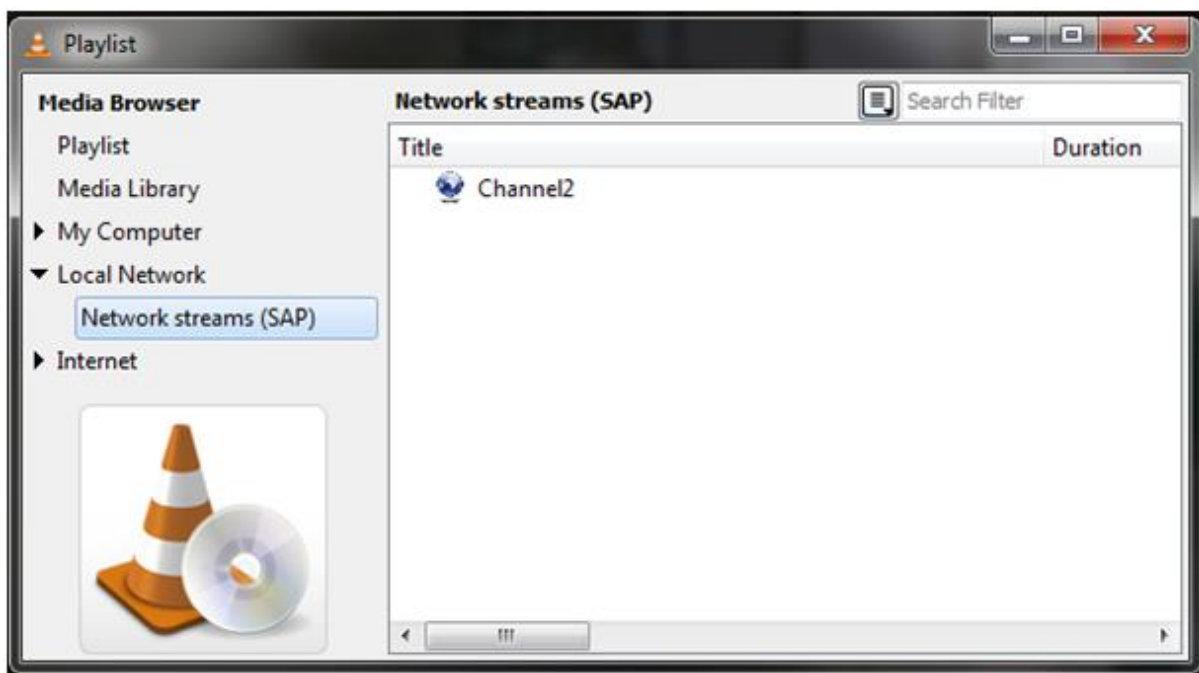 Playlist
Media Browser
Playlist
Media Library
My Computer
Local Network
Network streams (SAP)
Internet
Network streams (SAP)
Search Filter
Title Duration
Channel2